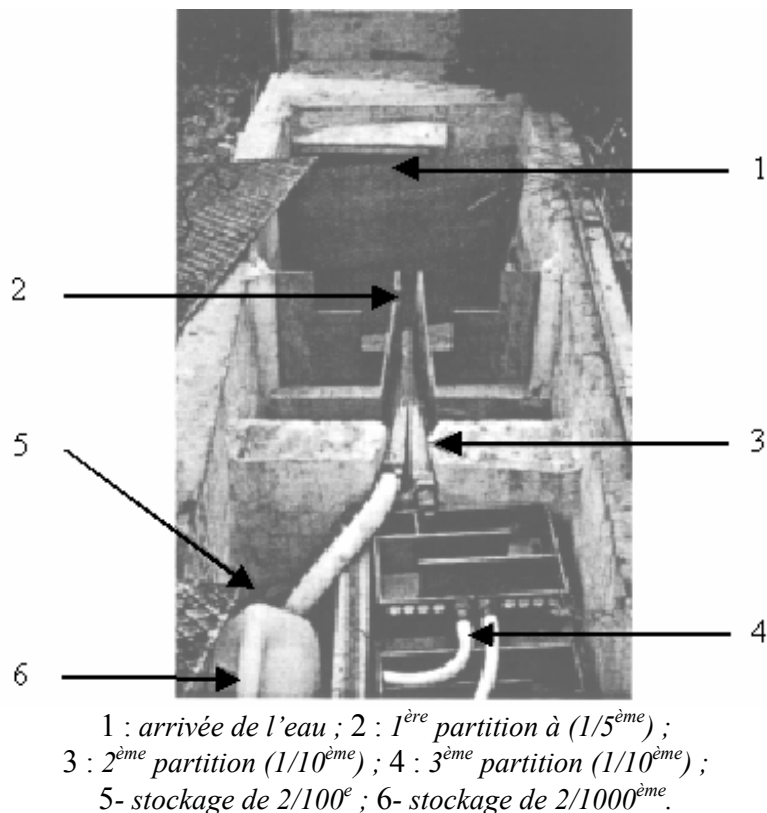 1
2
5
3
6
4
1 : arrivée de l'eau ; 2 : 1ère partition à (1/5ème) ;
3 : 2ème partition (1/10ème) ; 4 : 3ème partition (1/10ème) ;
5- stockage de 2/100e ; 6- stockage de 2/1000ème.